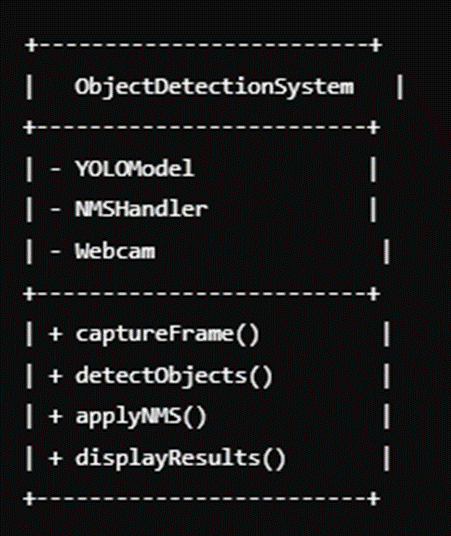 +-------------------------+
|   ObjectDetectionSystem   |
+-------------------------+
| - YOLOModel             |
| - NMSHandler            |
| - Webcam                 |
+-------------------------+
| + captureFrame()         |
| + detectObjects()        |
| + applyNMS()             |
| + displayResults()       |
+-------------------------+